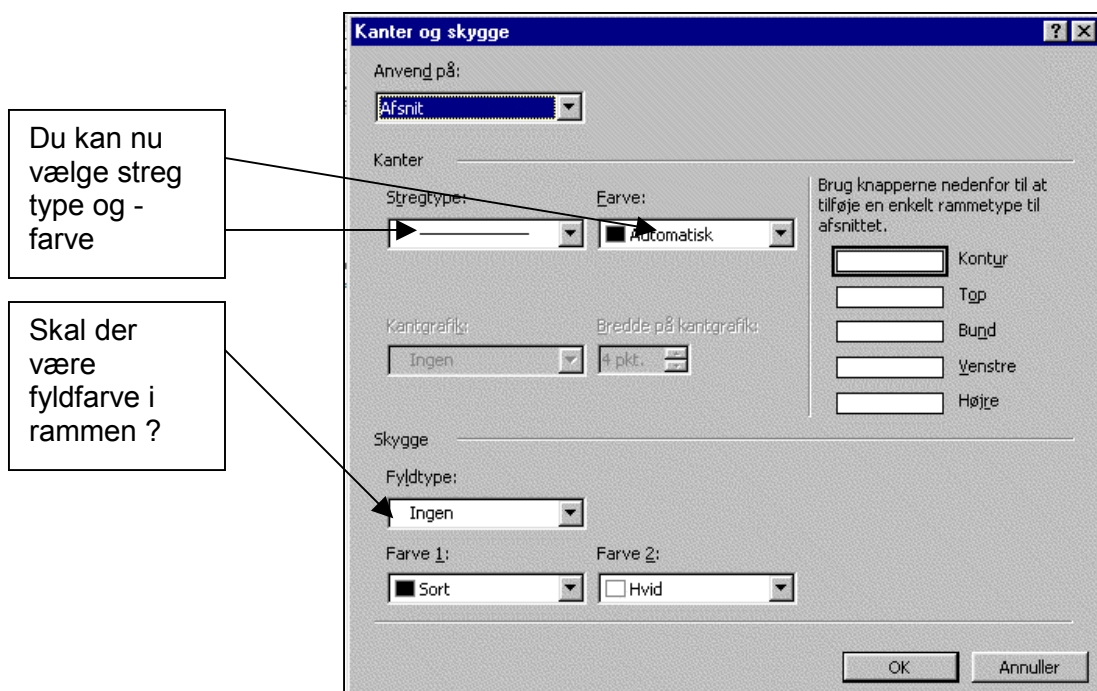 Kanter og skygge
Anvend på:
Afsnit
Du kan nu
vælge streg
type og -
farve
Kanter
Stregtype:
Farve:
Automatisk
Brug knapperne nedenfor til at
tilføje en enkelt rammetype til
afsnittet.
Kontur
Top
Bund
Venstre
Højre
Skal der
være
fyldfarve i
rammen ?
Kantgrafik:
Bredde på kantgrafik:
Ingen
4 pkt.
Skygge
Fyldtype:
Ingen
Farve 1:
Farve 2:
Sort
Hvid
OK
Annuller